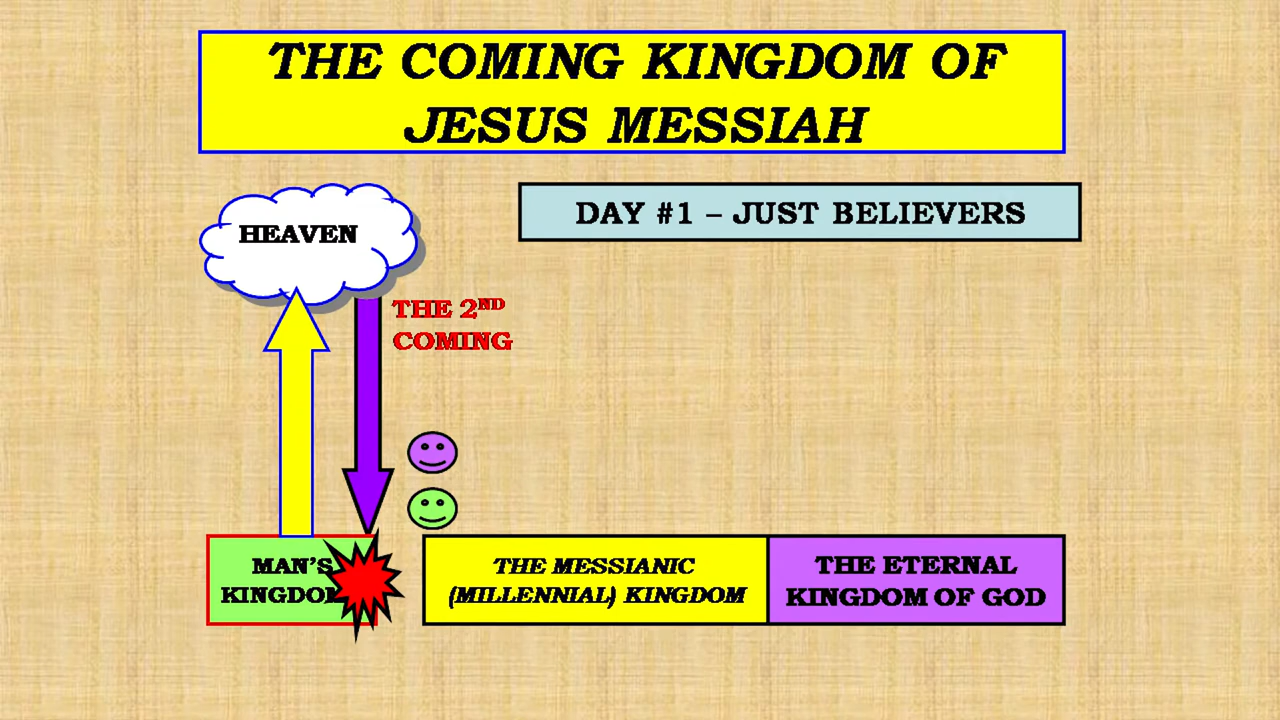 THE COMING KINGDOM OF
JESUS MESSIAH
DAY #1 – JUST BELIEVERS
HEAVEN
THE 2ND
COMING
MAN'S
KINGDOM
THE MESSIANIC
(MILLENNIAL) KINGDOM
THE ETERNAL
KINGDOM OF GOD